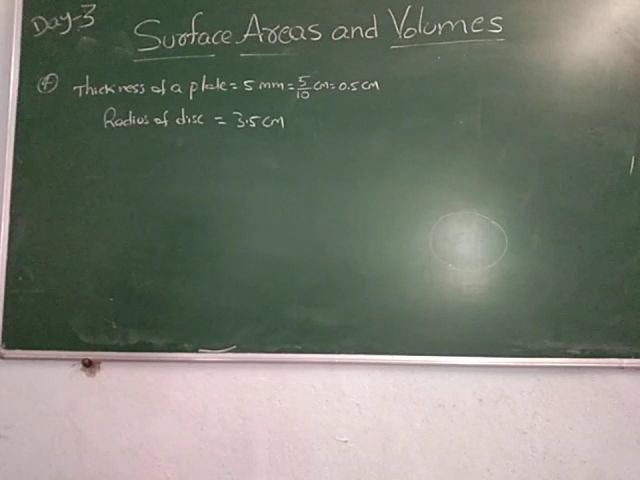 Day-3
Surface Areas and Volumes
④ Thickness of a plate = 5 mm = 5/10 cm = 0.5 cm
Radius of disc = 3.5 cm